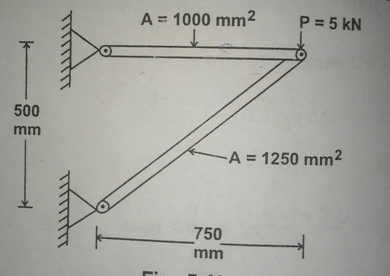 A = 1000 mm²
P = 5 kN
500
mm
A = 1250 mm²
750
mm